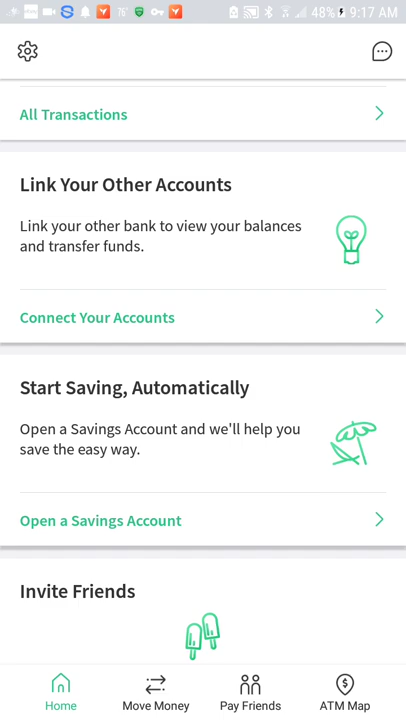 76°
48% 9:17 AM
All Transactions
Link Your Other Accounts
Link your other bank to view your balances
and transfer funds.
Connect Your Accounts
Start Saving, Automatically
Open a Savings Account and we'll help you
save the easy way.
Open a Savings Account
Invite Friends
Home Move Money Pay Friends ATM Map